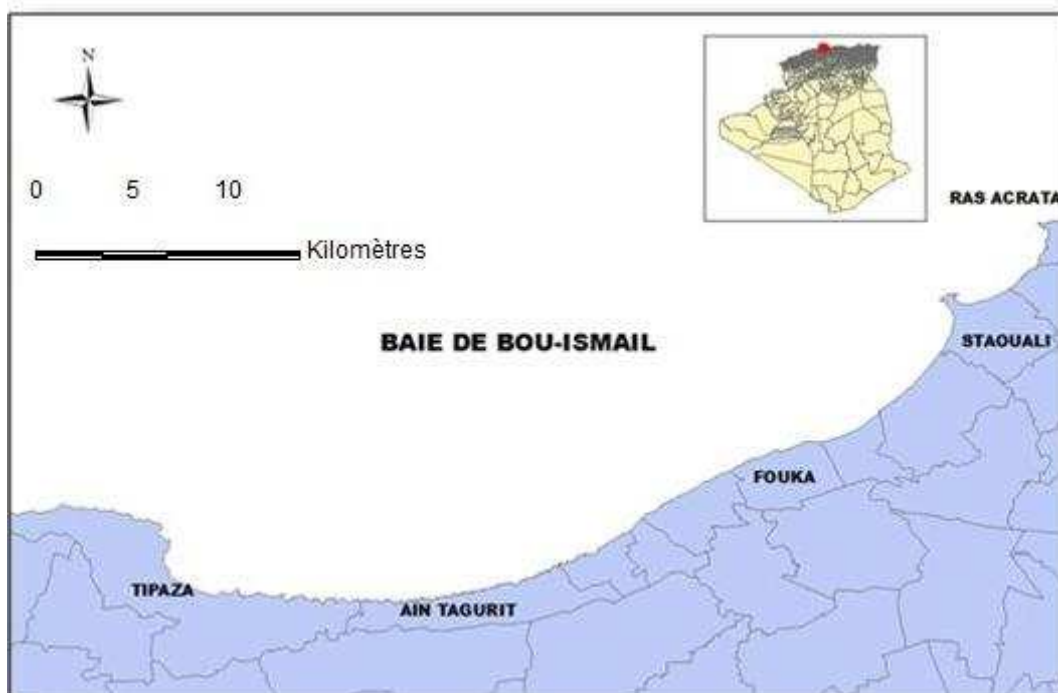 N
0 5 10
Kilomètres
RAS ACRATA
BAIE DE BOU-ISMAIL
STAOUALI
FOUKA
TIPAZA
AIN TAGURIT